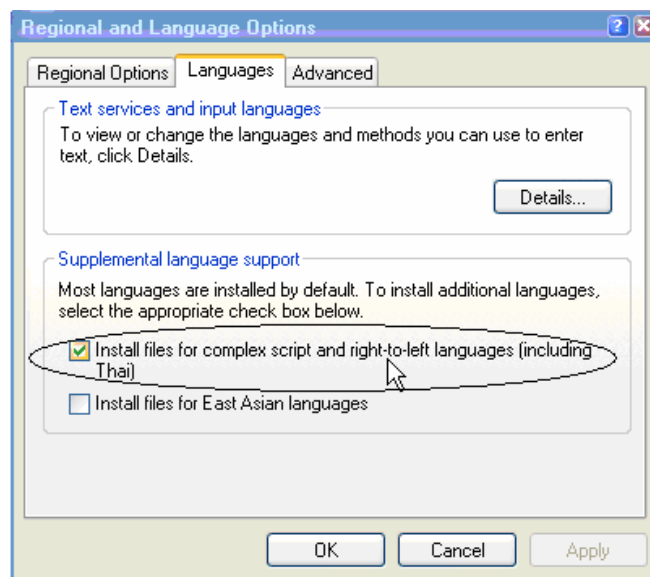 Regional and Language Options
Regional Options Languages Advanced
Text services and input languages
To view or change the languages and methods you can use to enter
text, click Details.
Details...
Supplemental language support
Most languages are installed by default. To install additional languages,
select the appropriate check box below.
Install files for complex script and right-to-left languages (including
Thai)
Install files for East Asian languages
OK Cancel Apply